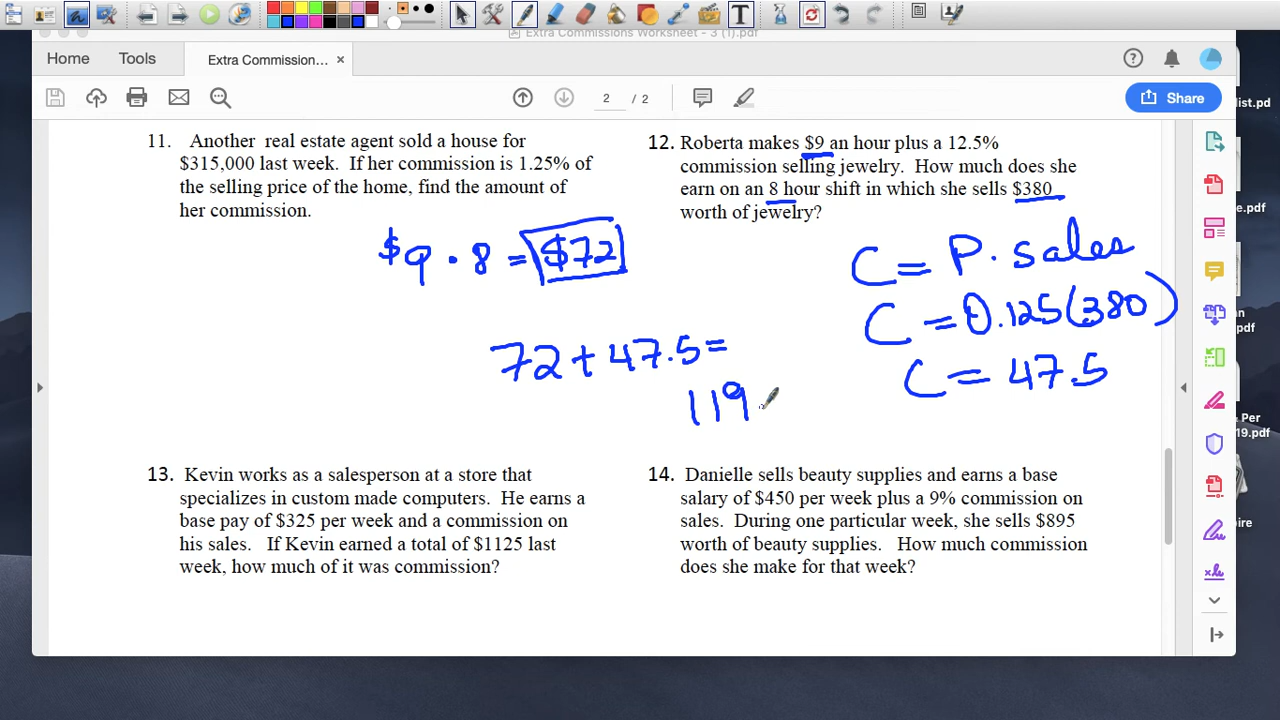 Extra Commissions Worksheet - 3 (1).pdf
Home Tools Extra Commission... ×
2 / 2 Share
11. Another real estate agent sold a house for
$315,000 last week. If her commission is 1.25% of
the selling price of the home, find the amount of
her commission.
$9 · 8 = $72
72 + 47.5 =
119.
12. Roberta makes $9 an hour plus a 12.5%
commission selling jewelry. How much does she
earn on an 8 hour shift in which she sells $380
worth of jewelry?
C = P. sales
C = 0.125(380)
C = 47.5
13. Kevin works as a salesperson at a store that
specializes in custom made computers. He earns a
base pay of $325 per week and a commission on
his sales. If Kevin earned a total of $1125 last
week, how much of it was commission?
14. Danielle sells beauty supplies and earns a base
salary of $450 per week plus a 9% commission on
sales. During one particular week, she sells $895
worth of beauty supplies. How much commission
does she make for that week?
list.pd
e.pd
an
Per
19.pdf
pire